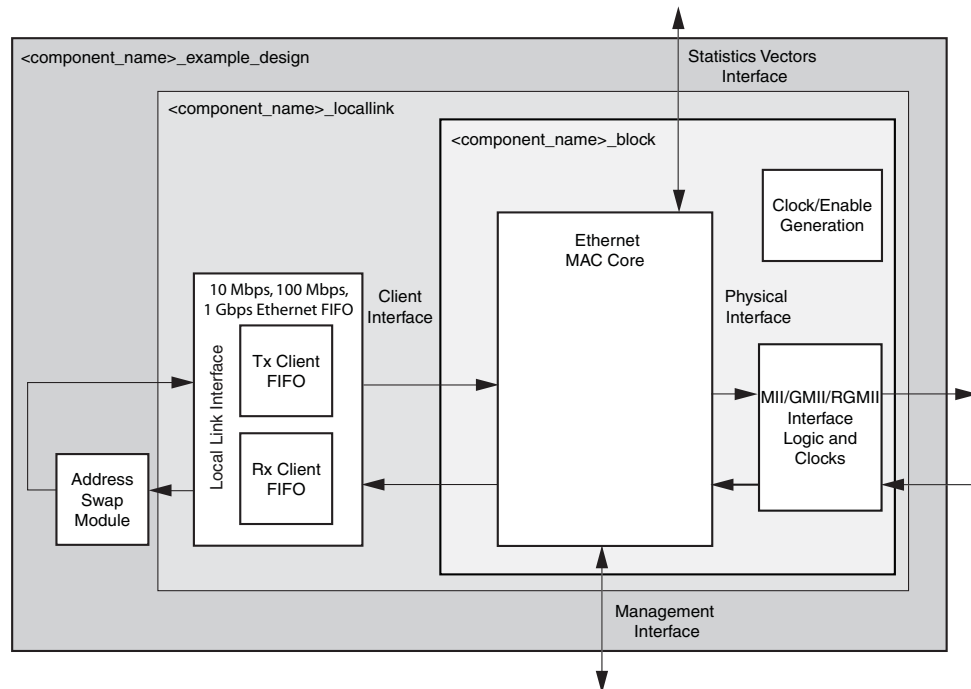 <component_name>_example_design
Statistics Vectors
Interface
<component_name>_locallink
<component_name>_block
Clock/Enable
Generation
Ethernet
MAC Core
10 Mbps, 100 Mbps,
1 Gbps Ethernet FIFO
Client
Interface
Physical
Interface
Local Link Interface
Tx Client
FIFO
MII/GMII/RGMII
Interface
Logic and
Clocks
Rx Client
FIFO
Address
Swap
Module
Management
Interface